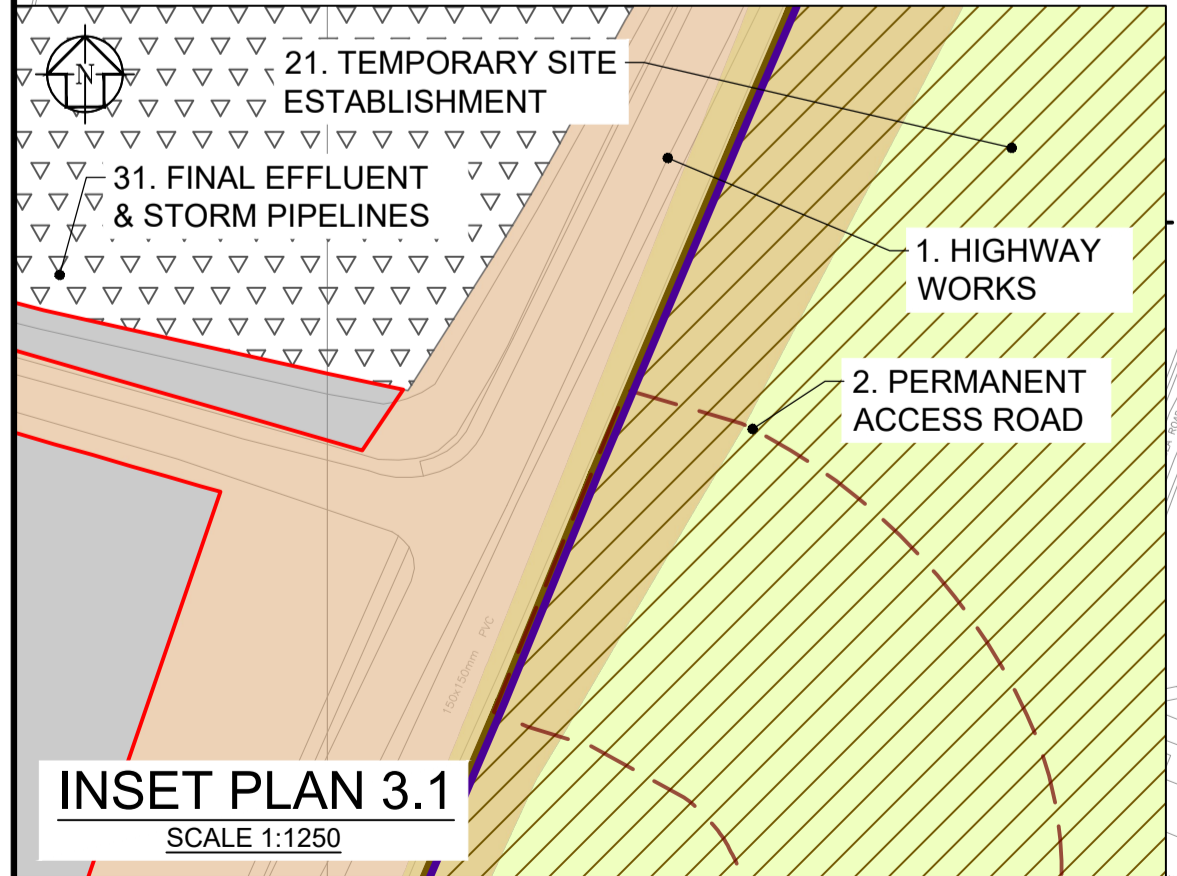 N
21. TEMPORARY SITE
ESTABLISHMENT
31. FINAL EFFLUENT
& STORM PIPELINES
1. HIGHWAY
WORKS
2. PERMANENT
ACCESS ROAD
150x150mm PVC
INSET PLAN 3.1
SCALE 1:1250